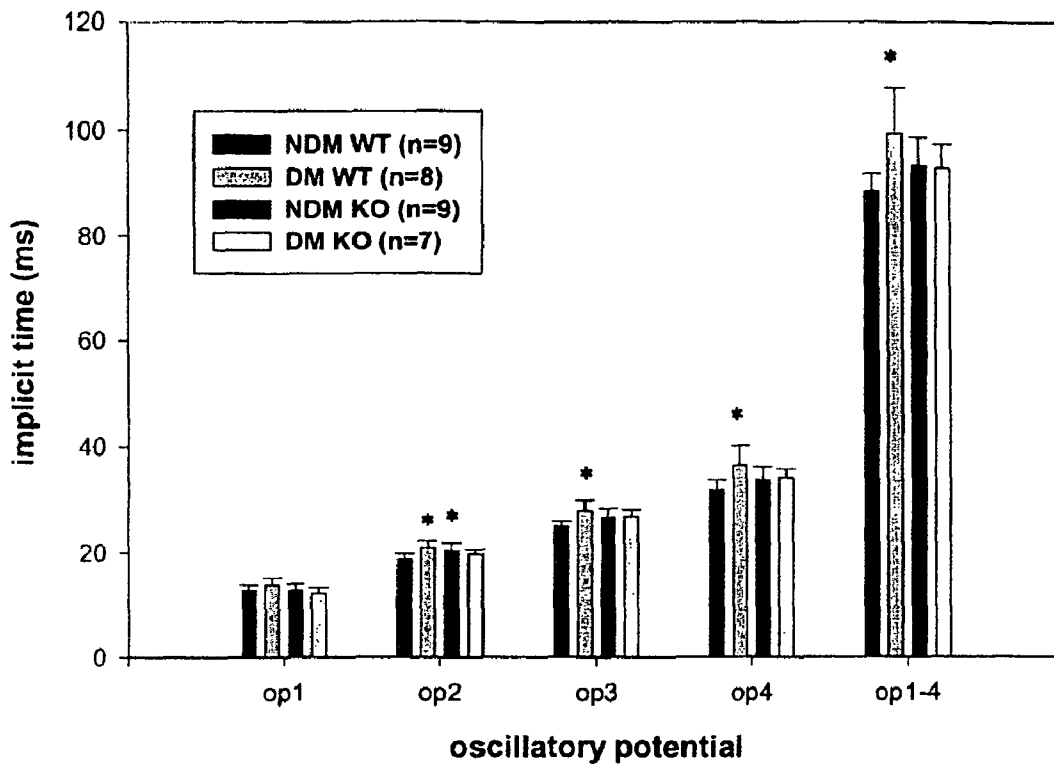 120
100
80
60
40
20
0
implicit time (ms)
NDM WT (n=9)
DM WT (n=8)
NDM KO (n=9)
DM KO (n=7)
*
* *
*
*
op1 op2 op3 op4 op1-4
oscillatory potential